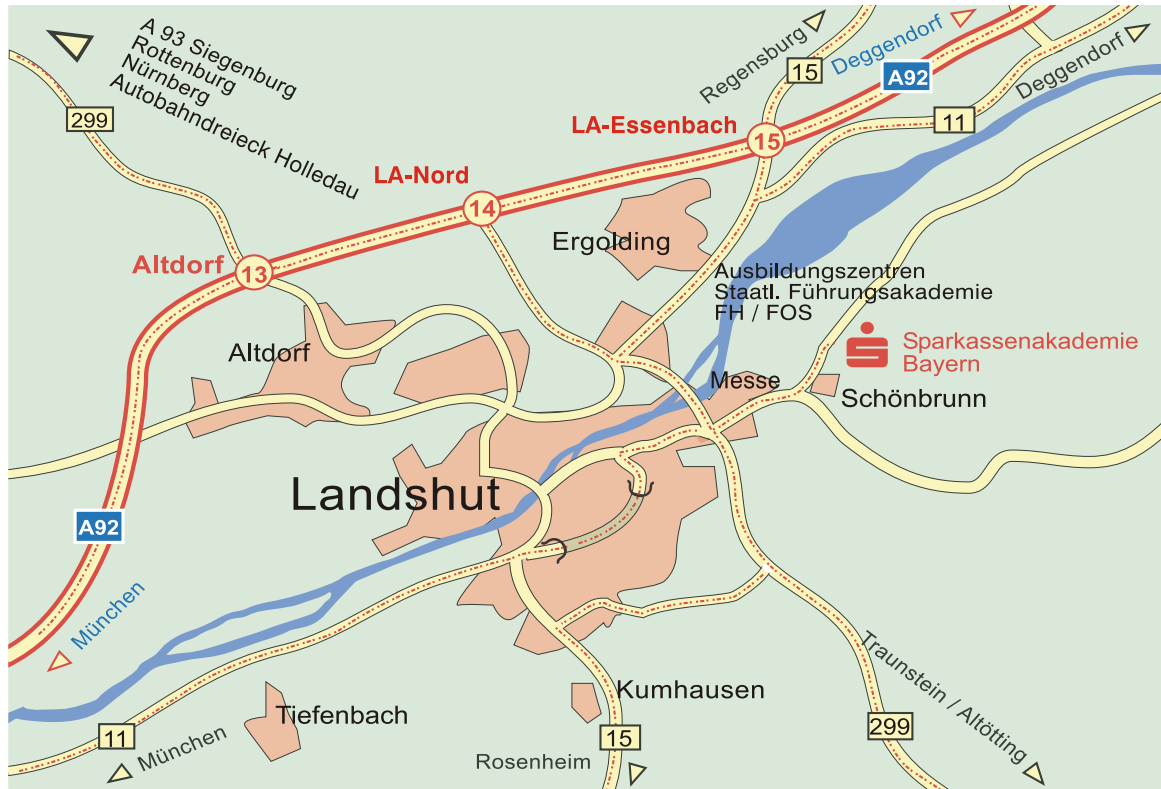 A 93 Siegenburg
Rottenburg
Nürnberg
Autobahndreieck Holledau
299
Regensburg
15
Deggendorf
A92
Deggendorf
11
LA-Essenbach
15
LA-Nord
14
Altdorf
13
Ergolding
Ausbildungszentren
Staatl. Führungsakademie
FH / FOS
Sparkassenakademie
Bayern
Altdorf
Messe
Schönbrunn
Landshut
A92
München
Tiefenbach
11
München
Kumhausen
15
Rosenheim
Traunstein / Altötting
299